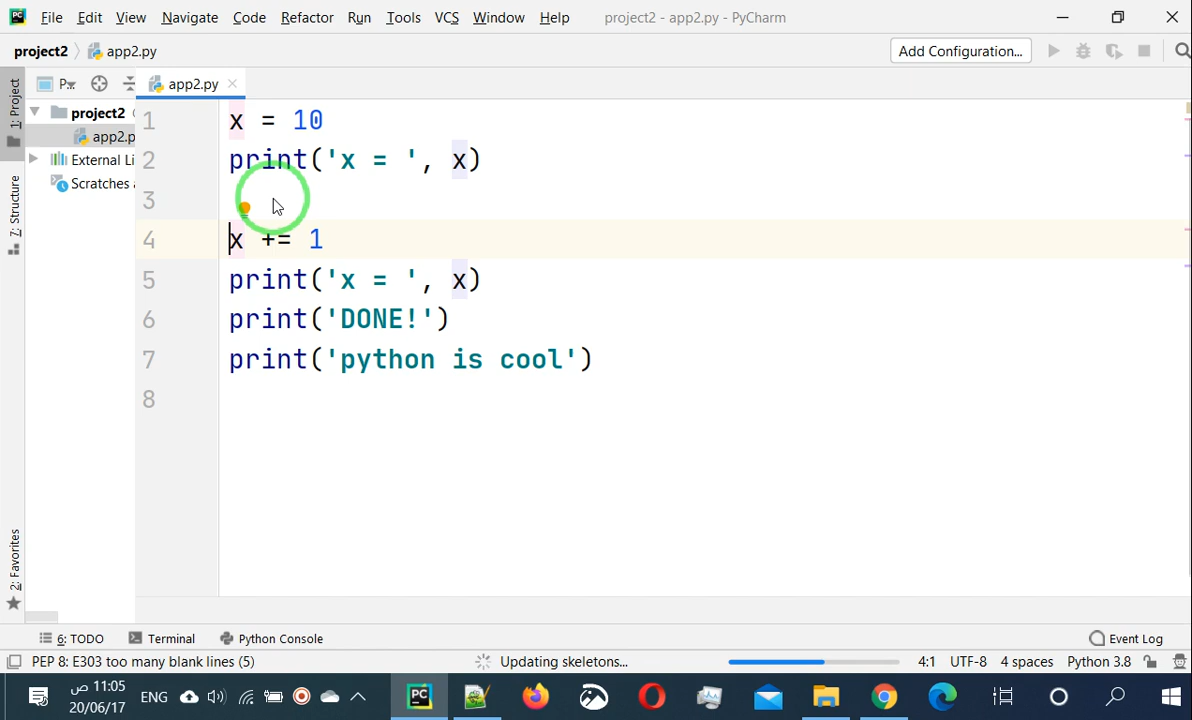 File Edit View Navigate Code Refactor Run Tools VCS Window Help project2 - app2.py - PyCharm
project2 app2.py Add Configuration...
1: Project
P.. app2.py
project2
app2.p
External Li
Scratches
1 x = 10
2 print('x = ', x)
3
4 x += 1
5 print('x = ', x)
6 print('DONE!')
7 print('python is cool')
8
7: Structure
2: Favorites
6: TODO Terminal Python Console Event Log
PEP 8: E303 too many blank lines (5) Updating skeletons... 4:1 UTF-8 4 spaces Python 3.8
11:05 ص ENG
20/06/17